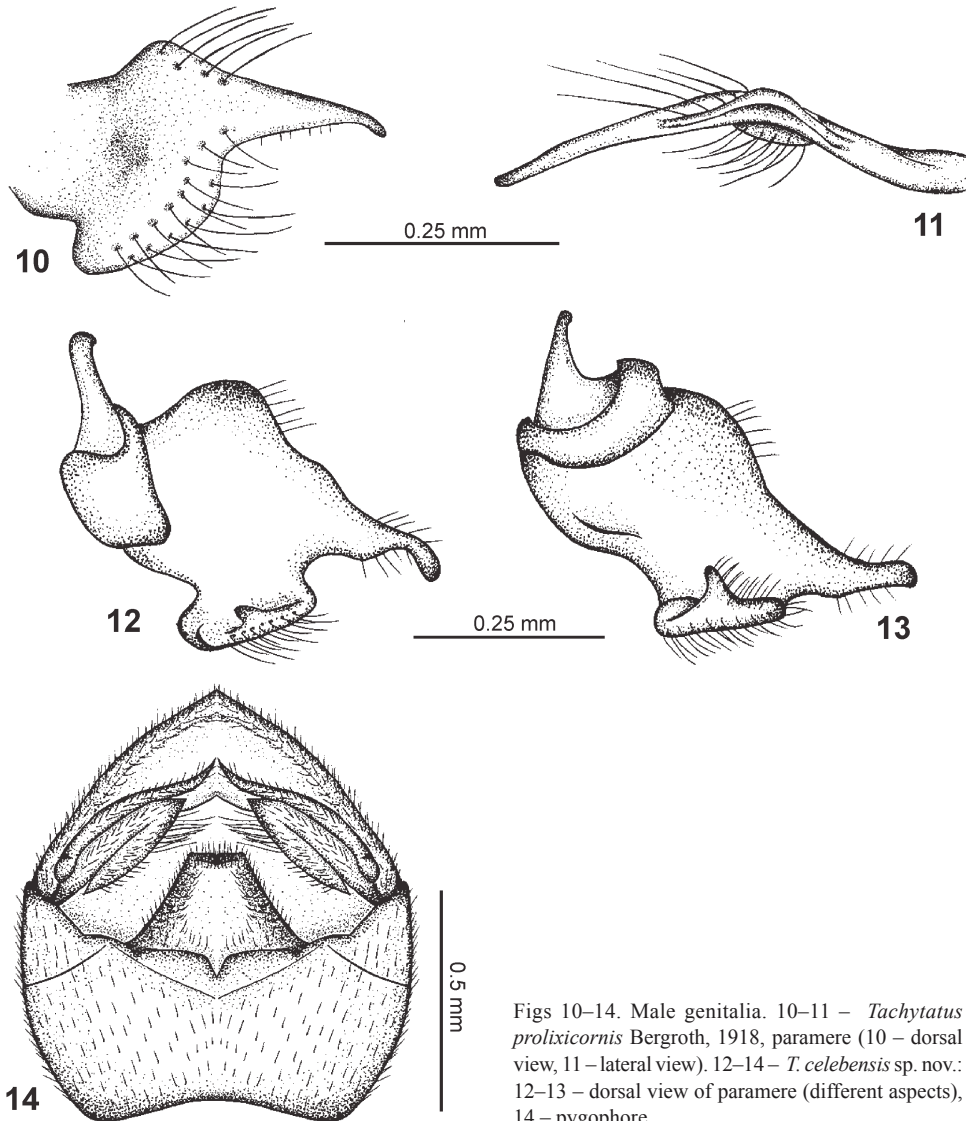 10
0.25 mm
11
12
0.25 mm
13
14
0.5 mm
Figs 10–14. Male genitalia. 10–11 – Tachytatus
prolixicornis Bergroth, 1918, paramere (10 – dorsal
view, 11 – lateral view). 12–14 – T. celebensis sp. nov.:
12–13 – dorsal view of paramere (different aspects),
14 – pygophore.